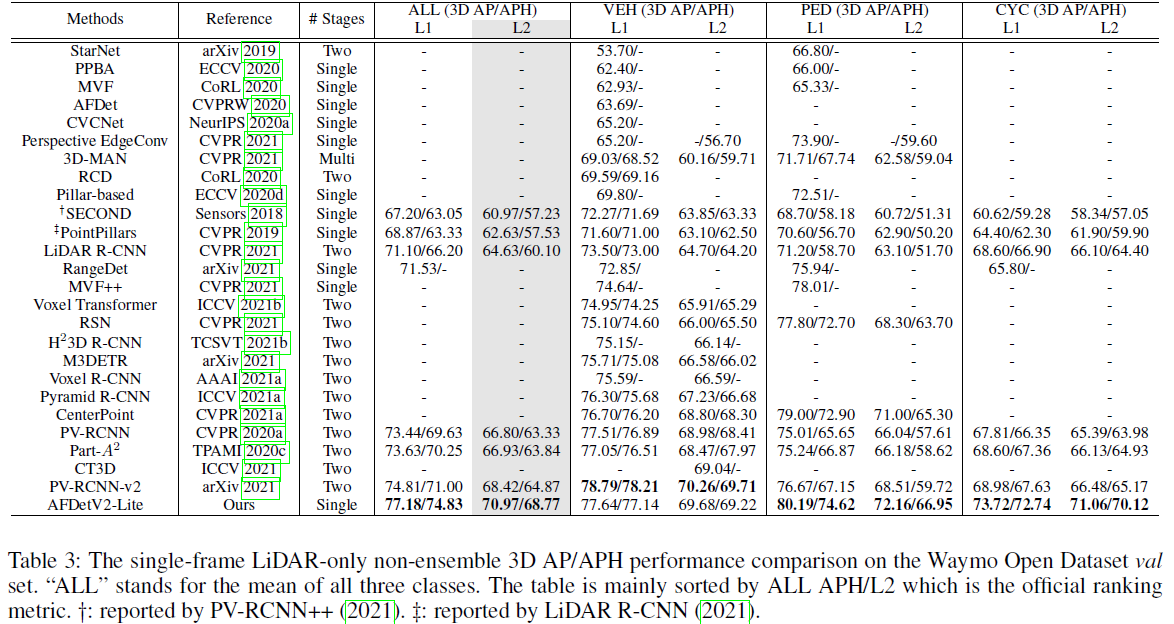 Methods Reference # Stages ALL (3D AP/APH) VEH (3D AP/APH) PED (3D AP/APH) CYC (3D AP/APH)
L1 L2 L1 L2 L1 L2 L1 L2
StarNet arXiv 2019 Two - - 53.70/- - 66.80/- - - -
PPBA ECCV 2020 Single - - 62.40/- - 66.00/- - - -
MVF CoRL 2020 Single - - 62.93/- - 65.33/- - - -
AFDet CVPRW 2020 Single - - 63.69/- - - - - -
CVCNet NeurIPS 2020a Single - - 65.20/- - - - - -
Perspective EdgeConv CVPR 2021 Single - - 65.20/- -/56.70 73.90/- -/59.60 - -
3D-MAN CVPR 2021 Multi - - 69.03/68.52 60.16/59.71 71.71/67.74 62.58/59.04 - -
RCD CoRL 2020 Two - - 69.59/69.16 - - - - -
Pillar-based ECCV 2020d Single - - 69.80/- - 72.51/- - - -
†SECOND Sensors 2018 Single 67.20/63.05 60.97/57.23 72.27/71.69 63.85/63.33 68.70/58.18 60.72/51.31 60.62/59.28 58.34/57.05
‡PointPillars CVPR 2019 Single 68.87/63.33 62.63/57.53 71.60/71.00 63.10/62.50 70.60/56.70 62.90/50.20 64.40/62.30 61.90/59.90
LiDAR R-CNN CVPR 2021 Two 71.10/66.20 64.63/60.10 73.50/73.00 64.70/64.20 71.20/58.70 63.10/51.70 68.60/66.90 66.10/64.40
RangeDet arXiv 2021 Single 71.53/- - 72.85/ - 75.94/- - 65.80/- -
MVF++ CVPR 2021 Single - - 74.64/- - 78.01/- - - -
Voxel Transformer ICCV 2021b Two - - 74.95/74.25 65.91/65.29 - - - -
RSN CVPR 2021 Two - - 75.10/74.60 66.00/65.50 77.80/72.70 68.30/63.70 - -
H²3D R-CNN TCSVT 2021b Two - - 75.15/- 66.14/- - - - -
M3DETR arXiv 2021 Two - - 75.71/75.08 66.58/66.02 - - - -
Voxel R-CNN AAAI 2021a Two - - 75.59/- 66.59/- - - - -
Pyramid R-CNN ICCV 2021a Two - - 76.30/75.68 67.23/66.68 - - - -
CenterPoint CVPR 2021a Two - - 76.70/76.20 68.80/68.30 79.00/72.90 71.00/65.30 - -
PV-RCNN CVPR 2020a Two 73.44/69.63 66.80/63.33 77.51/76.89 68.98/68.41 75.01/65.65 66.04/57.61 67.81/66.35 65.39/63.98
Part-A² TPAMI 2020c Two 73.63/70.25 66.93/63.84 77.05/76.51 68.47/67.97 75.24/66.87 66.18/58.62 68.60/67.36 66.13/64.93
CT3D ICCV 2021 Two - - - 69.04/- - - - -
PV-RCNN-v2 arXiv 2021 Two 74.81/71.00 68.42/64.87 78.79/78.21 70.26/69.71 76.67/67.15 68.51/59.72 68.98/67.63 66.48/65.17
AFDetV2-Lite Ours Single 77.18/74.83 70.97/68.77 77.64/77.14 69.68/69.22 80.19/74.62 72.16/66.95 73.72/72.74 71.06/70.12
Table 3: The single-frame LiDAR-only non-ensemble 3D AP/APH performance comparison on the Waymo Open Dataset val
set. “ALL” stands for the mean of all three classes. The table is mainly sorted by ALL APH/L2 which is the official ranking
metric. †: reported by PV-RCNN++ (2021). ‡: reported by LiDAR R-CNN (2021).